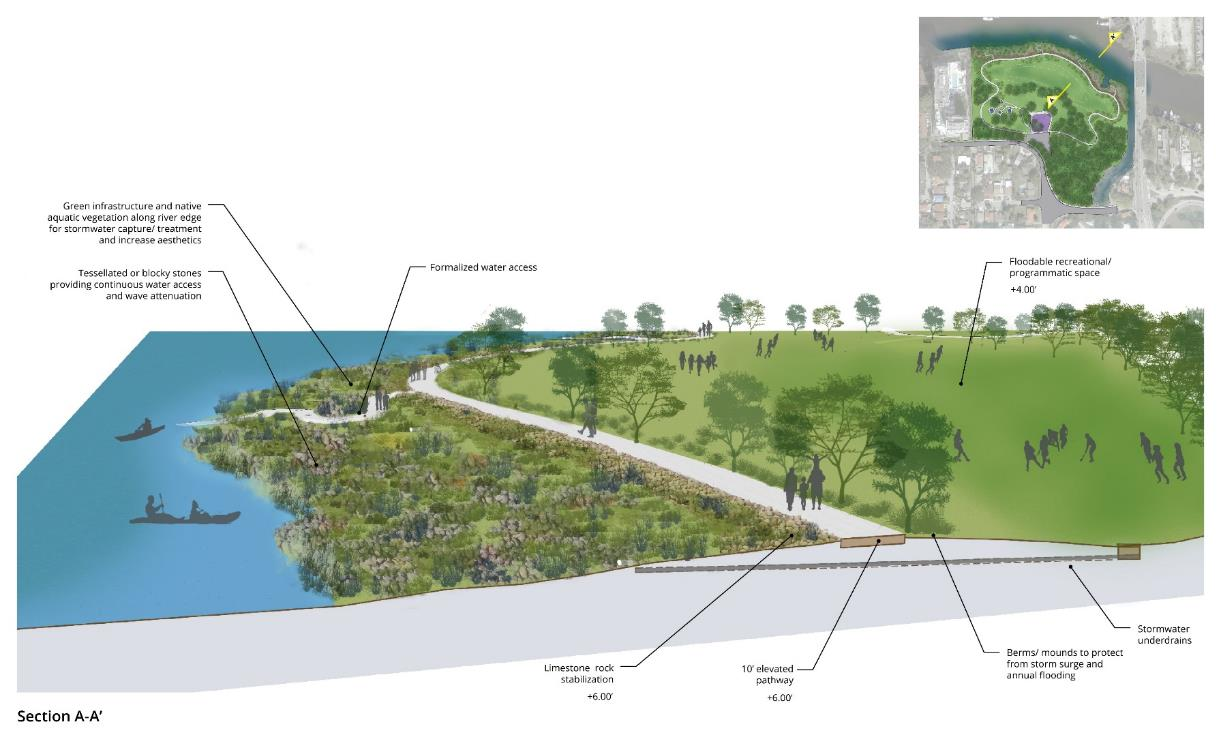 Green infrastructure and native
aquatic vegetation along river edge
for stormwater capture/ treatment
and increase aesthetics
Tessellated or blocky stones
providing continuous water access
and wave attenuation
Formalized water access
Floodable recreational/
programmatic space
+4.00'
Limestone rock
stabilization
+6.00'
10' elevated
pathway
+6.00'
Berms/ mounds to protect
from storm surge and
annual flooding
Stormwater
underdrains
Section A-A'